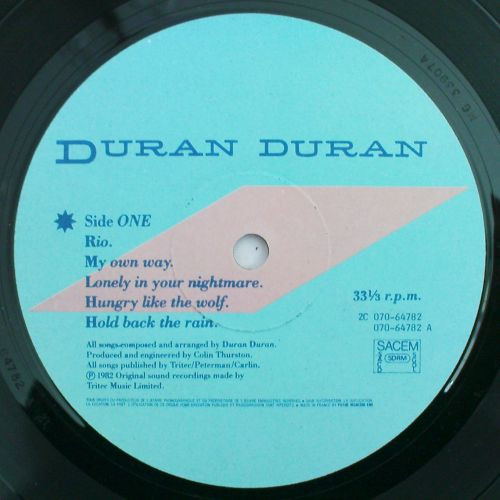 DURAN DURAN
Side ONE
Rio.
My own way.
Lonely in your nightmare.
Hungry like the wolf.
Hold back the rain.
33⅓ r.p.m.
2C 070-64782
070-64782 A
SACEM
SDRM
All songs composed and arranged by Duran Duran.
Produced and engineered by Colin Thurston.
All songs published by Tritec/Peterman/Carlin.
Ⓟ 1982 Original sound recordings made by
Tritec Music Limited.
64782